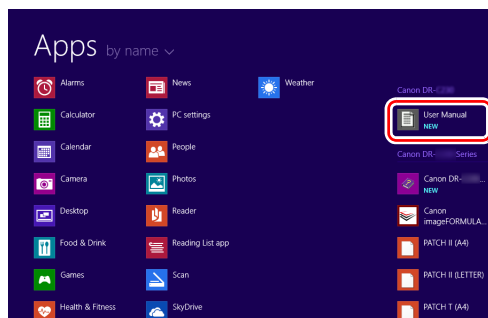 Apps by name
Alarms
Calculator
Calendar
Camera
Desktop
Food & Drink
Games
Health & Fitness
News
PC settings
People
Photos
Reader
Reading List app
Scan
SkyDrive
Weather
Canon DR-
User Manual
NEW
Canon DR- Series
Canon DR- ...
NEW
Canon
imageFORMULA...
PATCH II (A4)
PATCH II (LETTER)
PATCH T (A4)